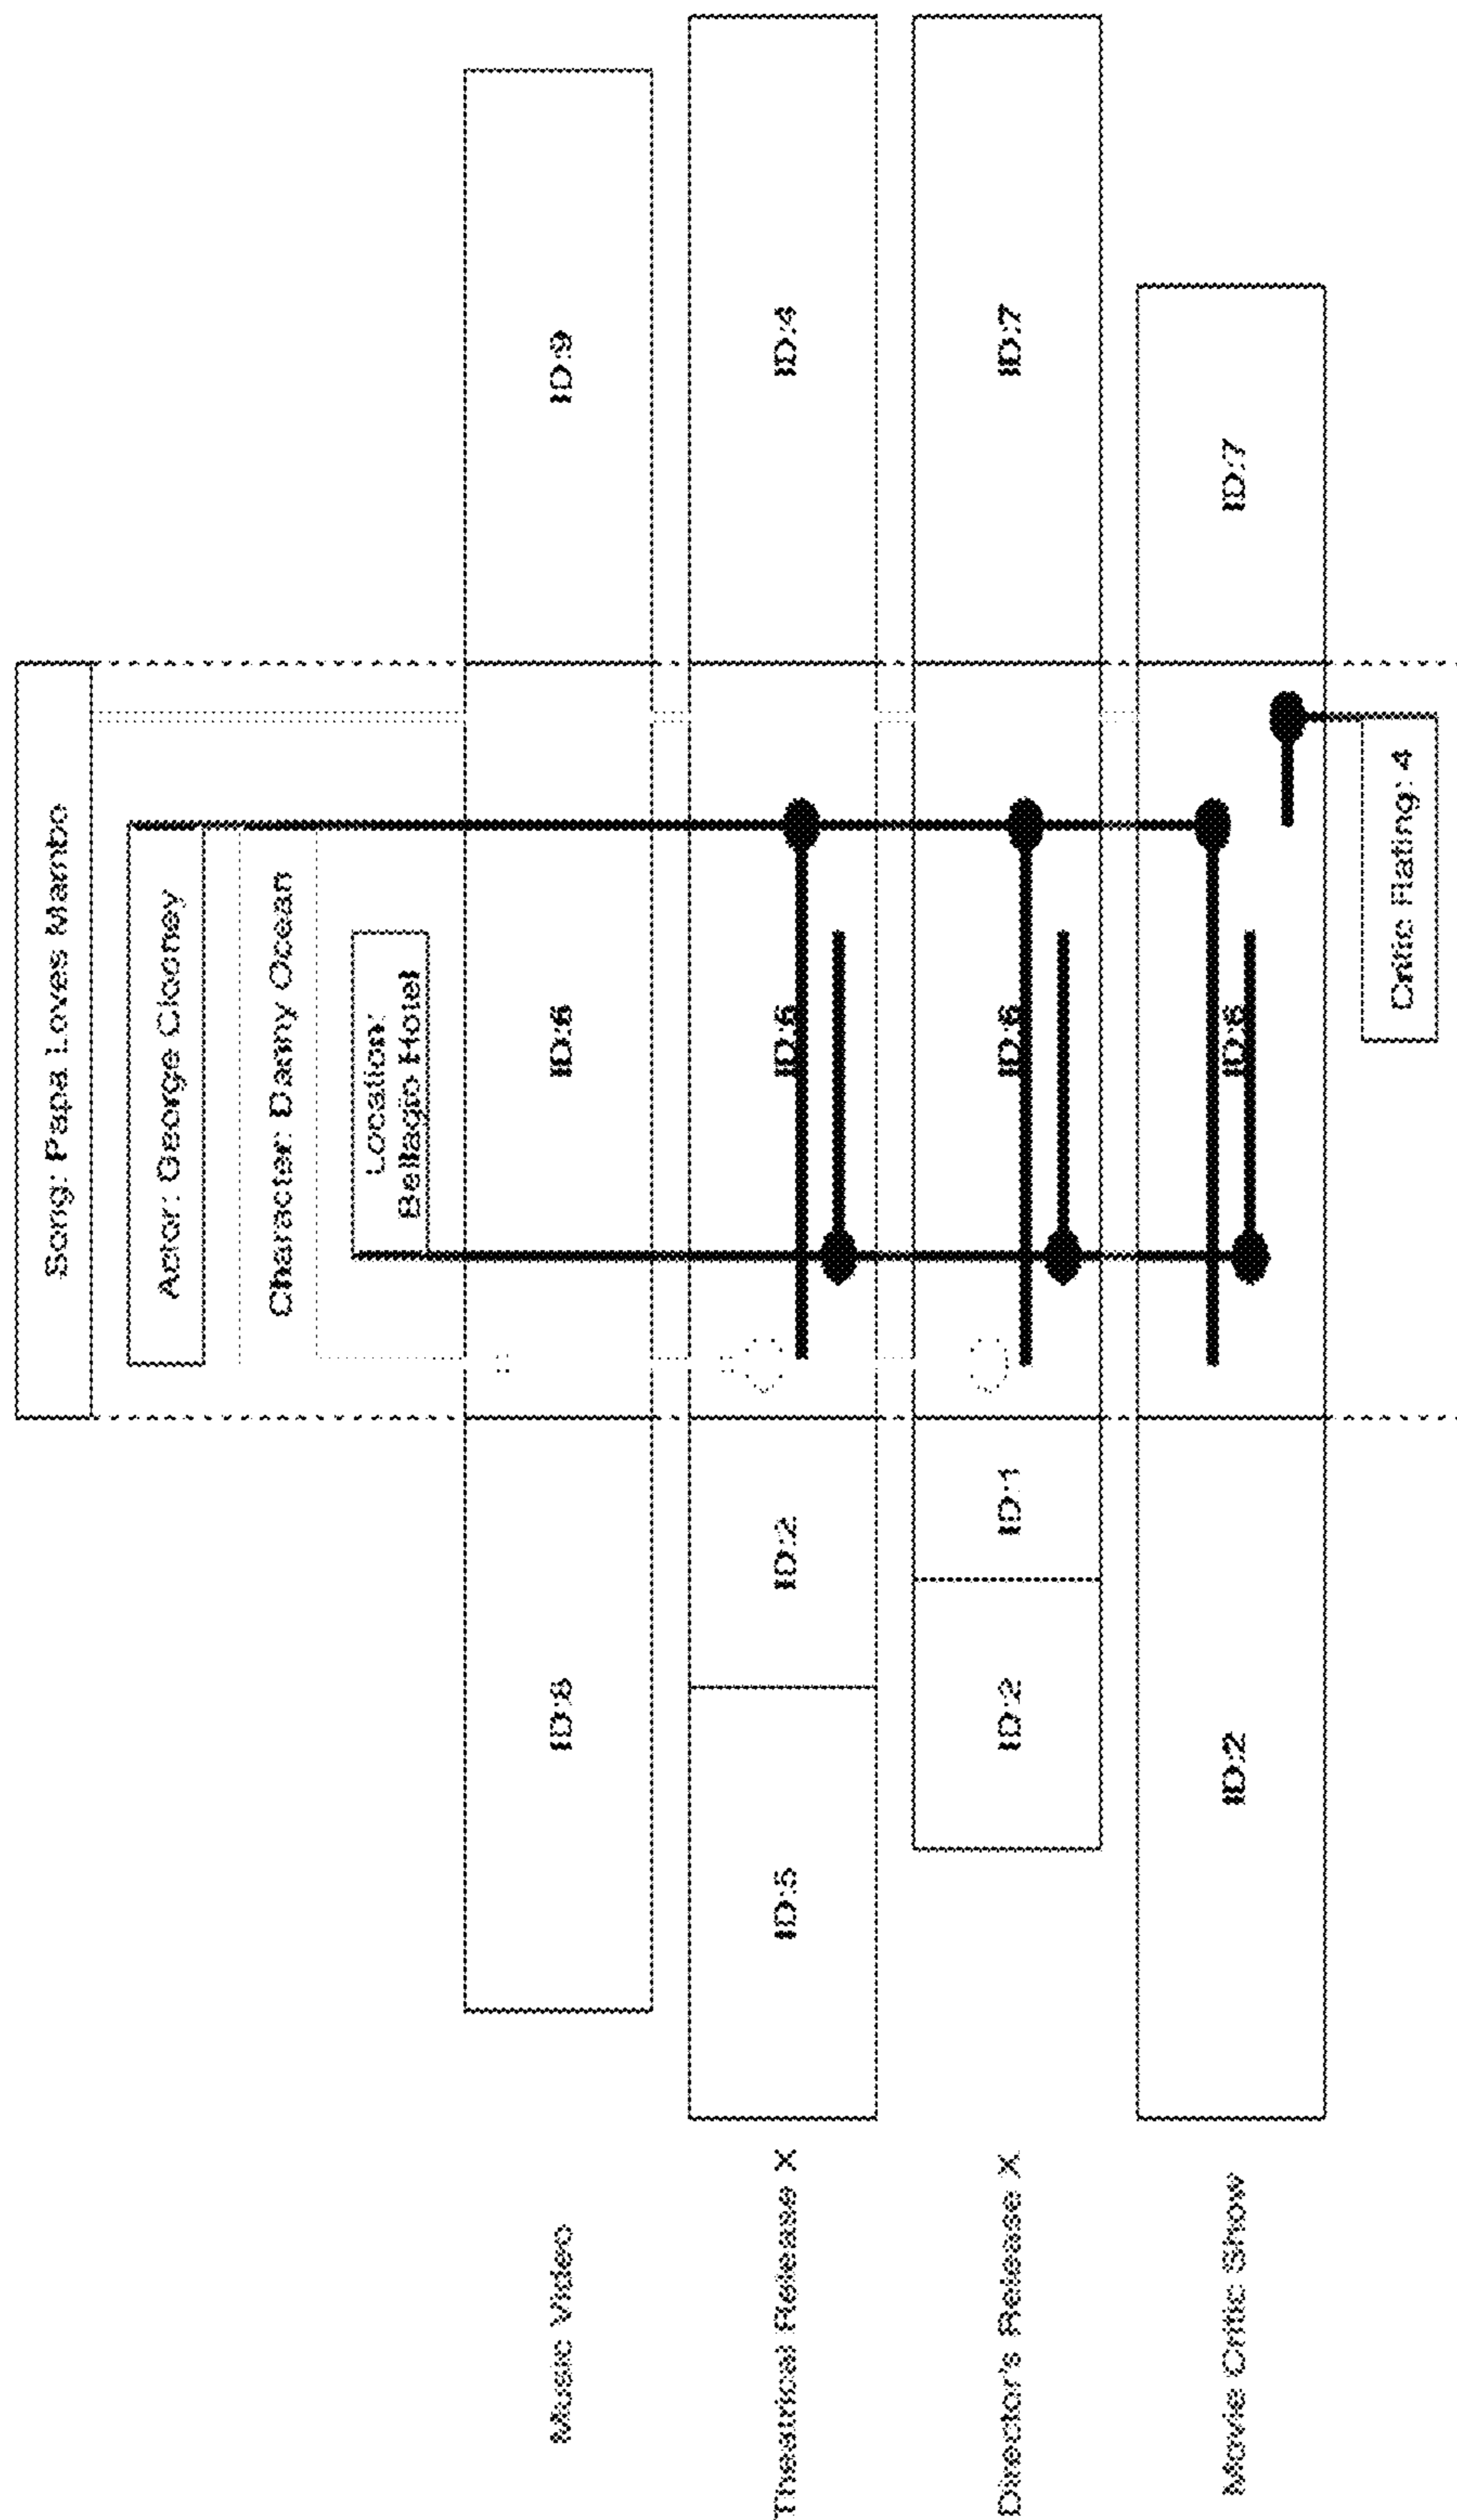 Song: Papa Loves Mambo
Actor: George Clooney
Character: Danny Ocean
Location:
Bellagio Hotel
Music Video
ID:8
ID:6
ID:9
Theatrical Release X
ID:5
ID:2
ID:6
ID:4
Director's Release X
ID:2
ID:1
ID:6
ID:7
Movie Critic Show
ID:2
ID:6
ID:7
Critic Rating: 4